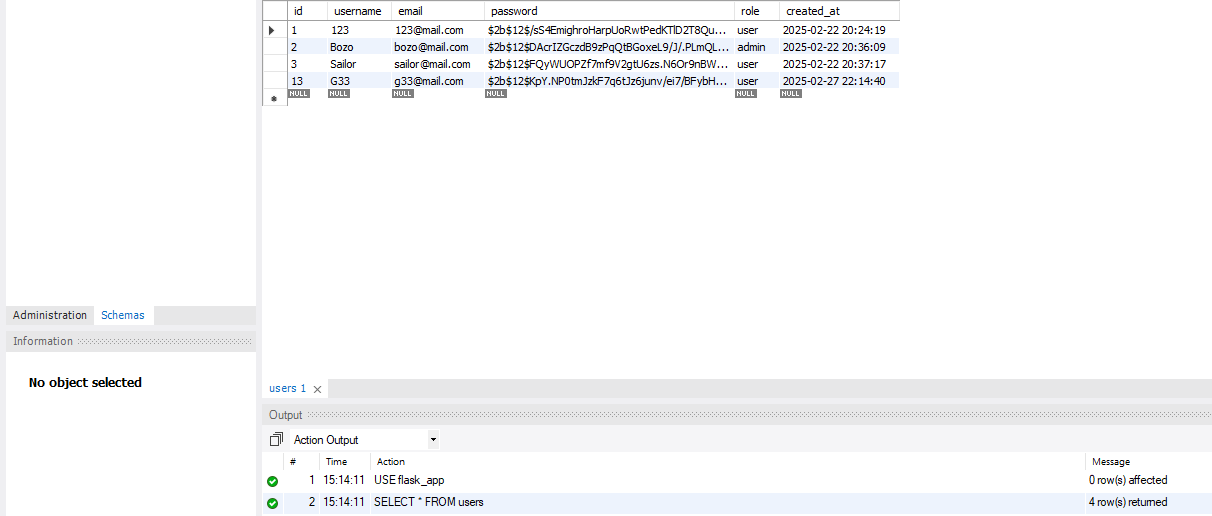 id username email password role created_at
1 123 123@mail.com $2b$12$/sS4EmighroHarpUoRwtPedKTlD2T8Qu... user 2025-02-22 20:24:19
2 Bozo bozo@mail.com $2b$12$DAcrIZGczdB9zPqQtBGoxeL9/J/.PLmQL... admin 2025-02-22 20:36:09
3 Sailor sailor@mail.com $2b$12$FQyWUOPZf7mf9V2gtU6zs.N6Or9nBW... user 2025-02-22 20:37:17
13 G33 g33@mail.com $2b$12$KpY.NP0tmJzkF7q6tJz6junv/ei7/BFybH... user 2025-02-27 22:14:40
NULL NULL NULL NULL NULL NULL
Administration Schemas
Information
No object selected
users 1
Output
Action Output
# Time Action Message
1 15:14:11 USE flask_app 0 row(s) affected
2 15:14:11 SELECT * FROM users 4 row(s) returned